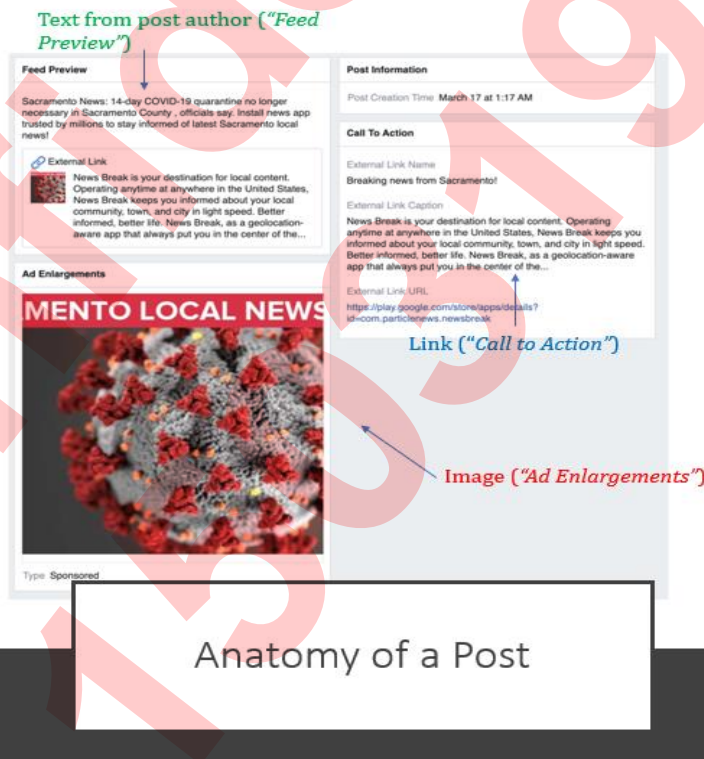 Text from post author ("Feed
Preview")
Feed Preview
Sacramento News: 14-day COVID-19 quarantine no longer
necessary in Sacramento County , officials say. Install news app
trusted by millions to stay informed of latest Sacramento local
news!
External Link
News Break is your destination for local content.
Operating anytime at anywhere in the United States,
News Break keeps you informed about your local
community, town, and city in light speed. Better
informed, better life. News Break, as a geolocation-
aware app that always put you in the center of the...
Ad Enlargements
MENTO LOCAL NEWS
Type Sponsored
Post Information
Post Creation Time March 17 at 1:17 AM
Call To Action
External Link Name
Breaking news from Sacramento!
External Link Caption
News Break is your destination for local content. Operating
anytime at anywhere in the United States, News Break keeps you
informed about your local community, town, and city in light speed.
Better informed, better life. News Break, as a geolocation-aware
app that always put you in the center of the...
External Link URL
https://play.google.com/store/apps/details?
id=com.particlenews.newsbreak
Link ("Call to Action")
Image ("Ad Enlargements")
Anatomy of a Post